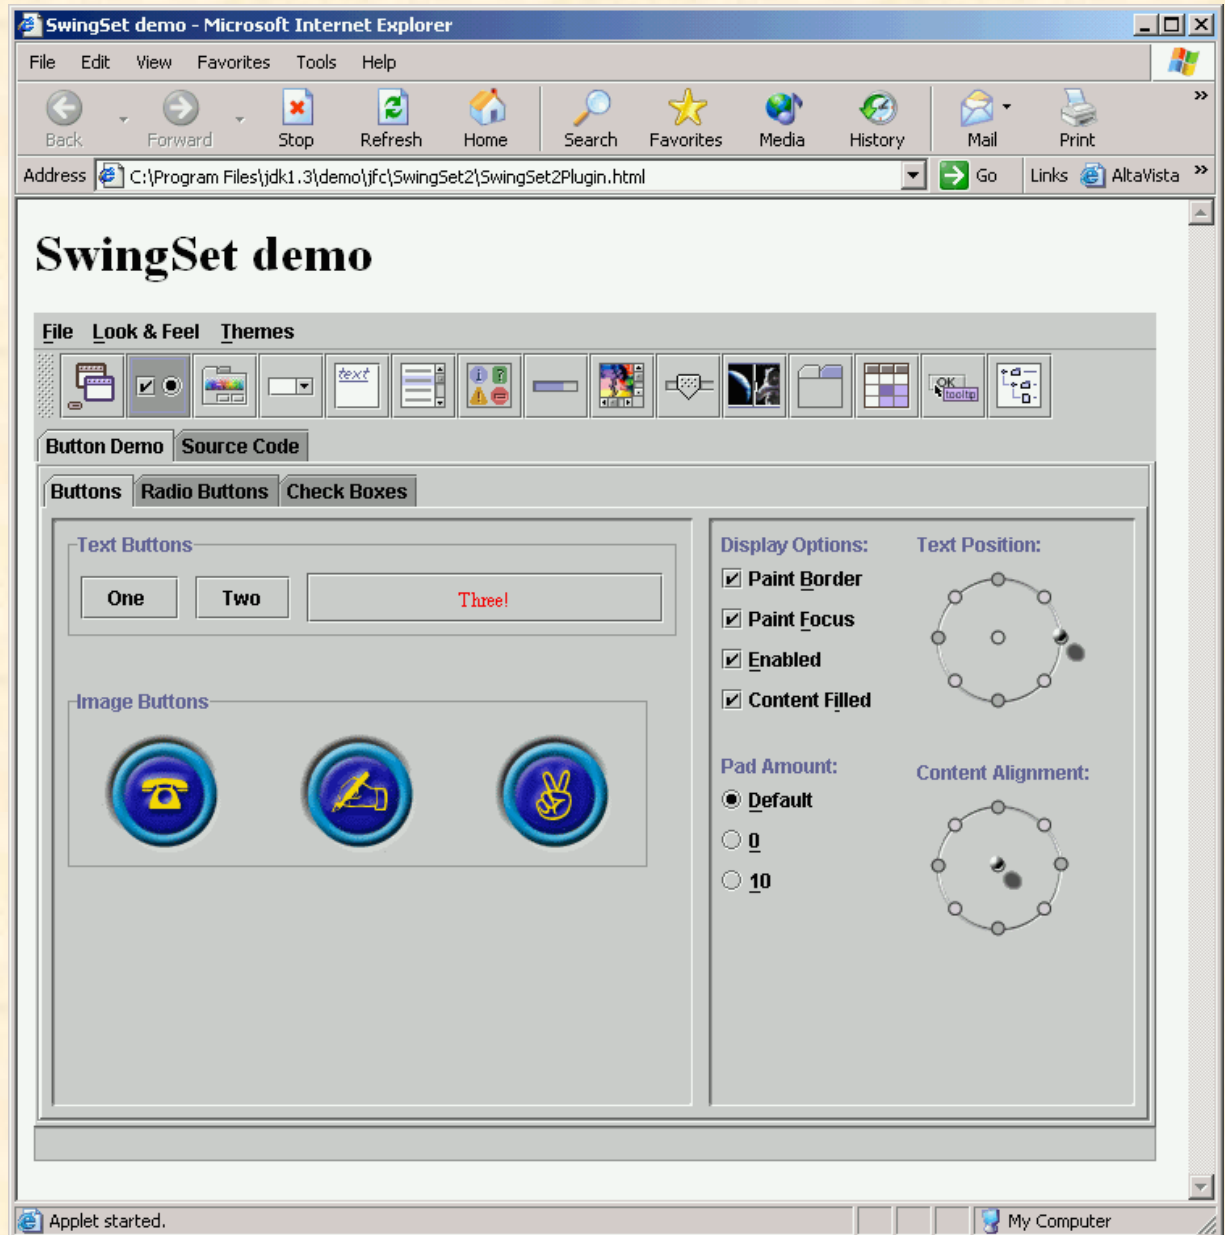 SwingSet demo - Microsoft Internet Explorer
File Edit View Favorites Tools Help
Back Forward Stop Refresh Home Search Favorites Media History Mail Print »
Address C:\Program Files\jdk1.3\demo\jfc\SwingSet2\SwingSet2Plugin.html Go Links AltaVista »
SwingSet demo
File Look & Feel Themes
text OK tooltip
Button Demo Source Code
Buttons Radio Buttons Check Boxes
Text Buttons
One Two Three!
Image Buttons
Display Options:
Paint Border
Paint Focus
Enabled
Content Filled
Text Position:
Pad Amount:
Default
0
10
Content Alignment:
Applet started. My Computer